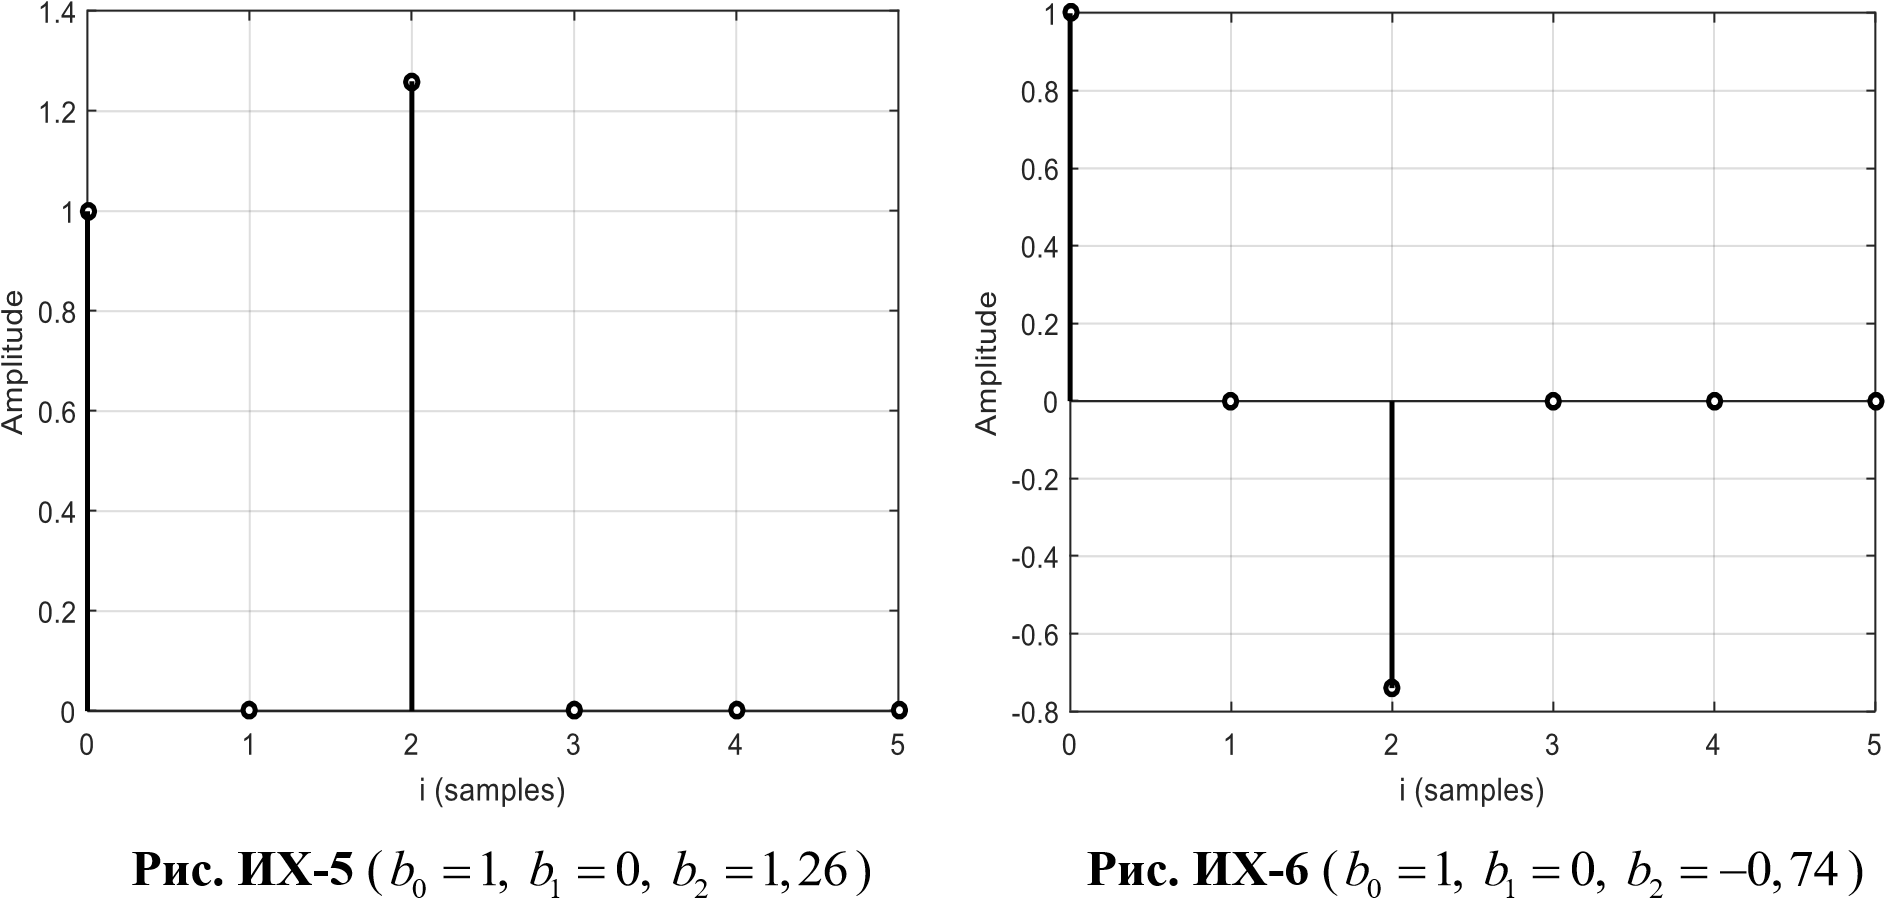 1.4
1.2
1
0.8
0.6
0.4
0.2
0
0 1 2 3 4 5
Amplitude
i (samples)
Рис. ИХ-5 (b₀ = 1, b₁ = 0, b₂ = 1,26)
1
0.8
0.6
0.4
0.2
0
-0.2
-0.4
-0.6
-0.8
0 1 2 3 4 5
Amplitude
i (samples)
Рис. ИХ-6 (b₀ = 1, b₁ = 0, b₂ = −0,74)